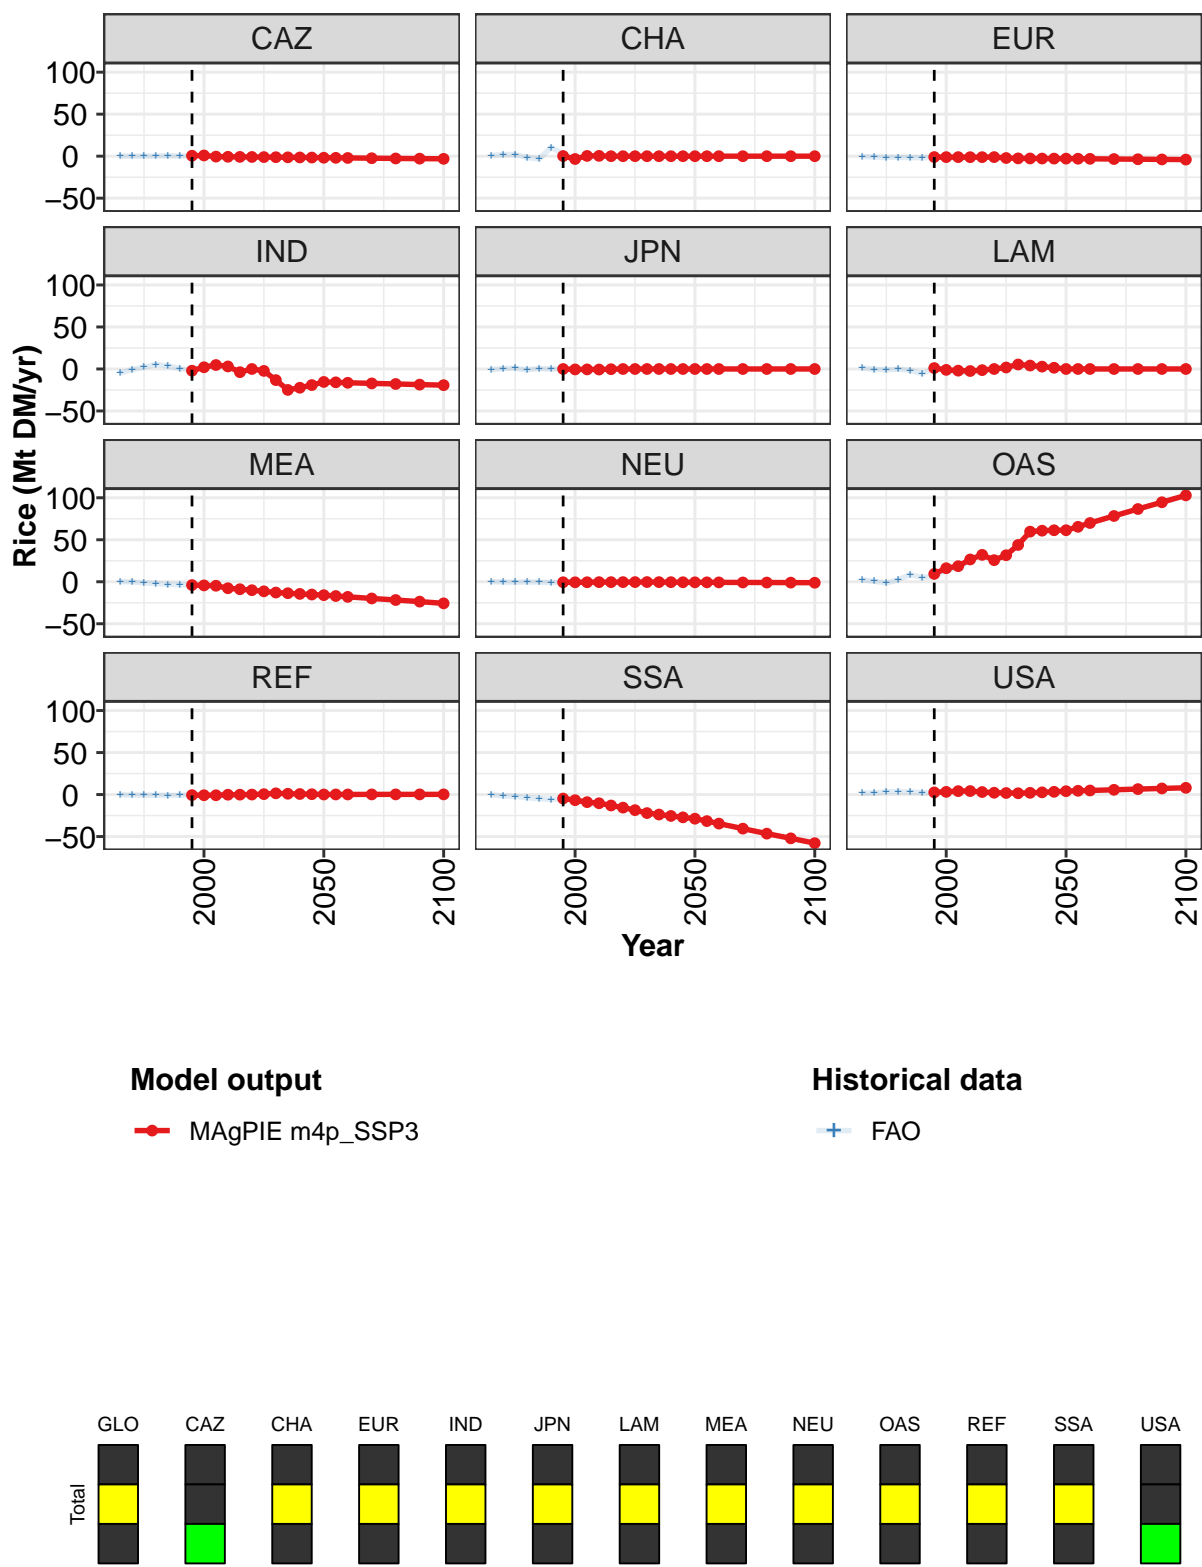 CAZ CHA EUR
100
50
0
−50
IND JPN LAM
100
50
0
−50
MEA NEU OAS
100
50
0
−50
REF SSA USA
100
50
0
−50
Rice (Mt DM/yr)
2000 2050 2100 2000 2050 2100 2000 2050 2100
Year
Model output Historical data
MAgPIE m4p_SSP3 FAO
GLO CAZ CHA EUR IND JPN LAM MEA NEU OAS REF SSA USA
Total